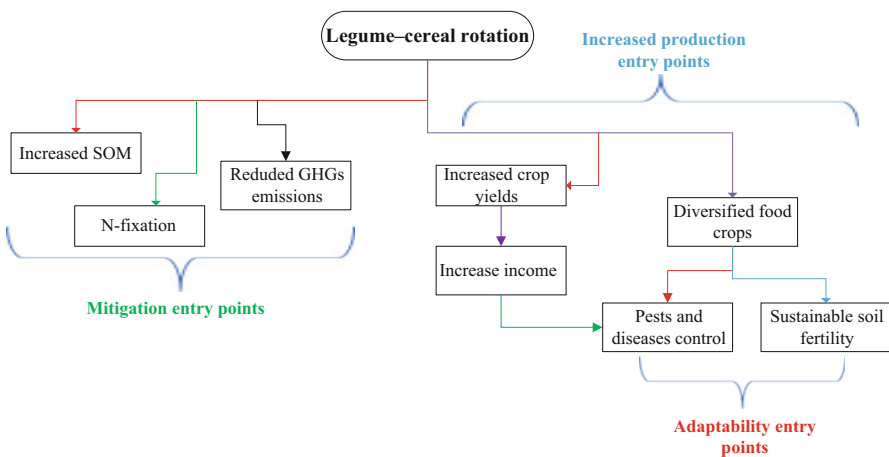 Legume–cereal rotation
Increased production
entry points
Increased SOM
Reduded GHGs
emissions
N-fixation
Mitigation entry points
Increased crop
yields
Diversified food
crops
Increase income
Pests and
diseases control
Sustainable soil
fertility
Adaptability entry
points